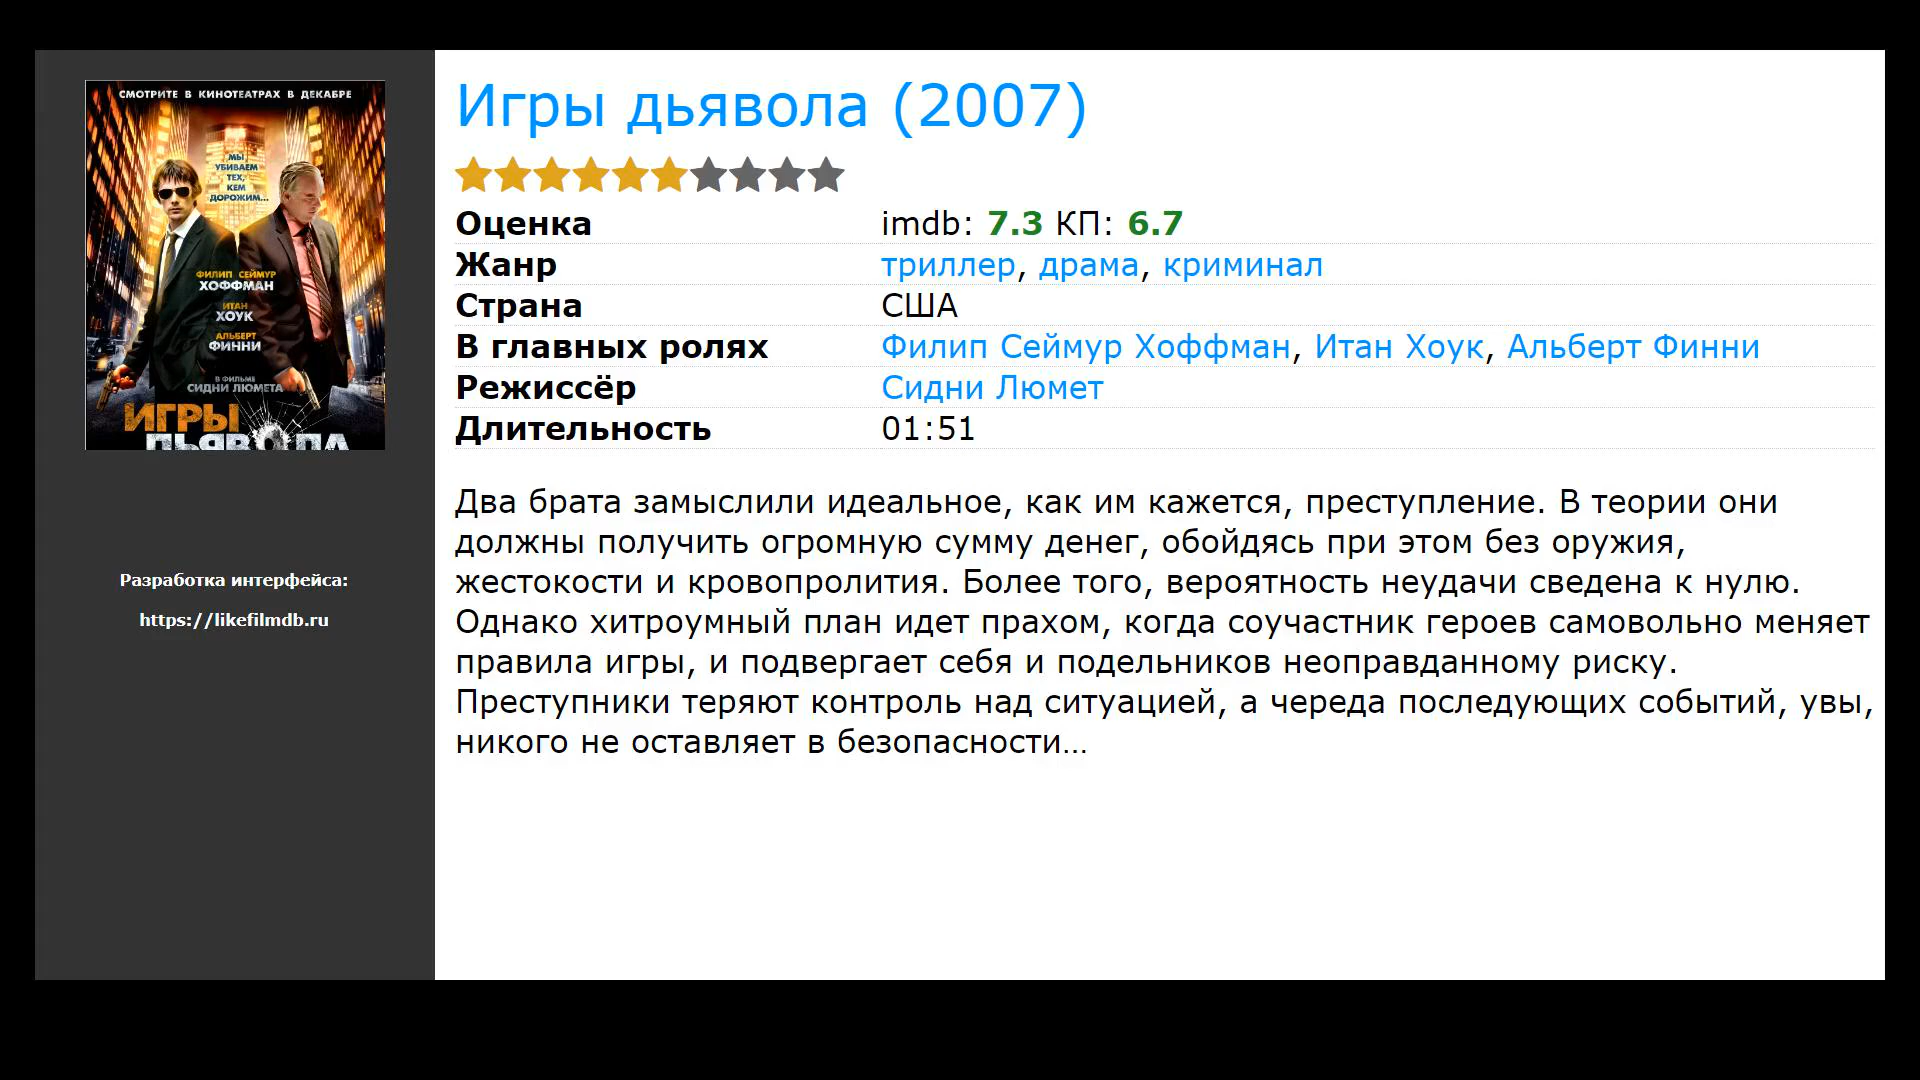 СМОТРИТЕ В КИНОТЕАТРАХ В ДЕКАБРЕ
МЫ
УБИВАЕМ
ТЕХ,
КЕМ
ДОРОЖИМ...
ФИЛИП СЕЙМУР
ХОФФМАН
ИТАН
ХОУК
АЛЬБЕРТ
ФИННИ
В ФИЛЬМЕ
СИДНИ ЛЮМЕТА
ИГРЫ
ДЬЯВОЛА
Разработка интерфейса:
https://likefilmdb.ru
Игры дьявола (2007)
Оценка imdb: 7.3 КП: 6.7
Жанр триллер, драма, криминал
Страна США
В главных ролях Филип Сеймур Хоффман, Итан Хоук, Альберт Финни
Режиссёр Сидни Люмет
Длительность 01:51
Два брата замыслили идеальное, как им кажется, преступление. В теории они
должны получить огромную сумму денег, обойдясь при этом без оружия,
жестокости и кровопролития. Более того, вероятность неудачи сведена к нулю.
Однако хитроумный план идет прахом, когда соучастник героев самовольно меняет
правила игры, и подвергает себя и подельников неоправданному риску.
Преступники теряют контроль над ситуацией, а череда последующих событий, увы,
никого не оставляет в безопасности…